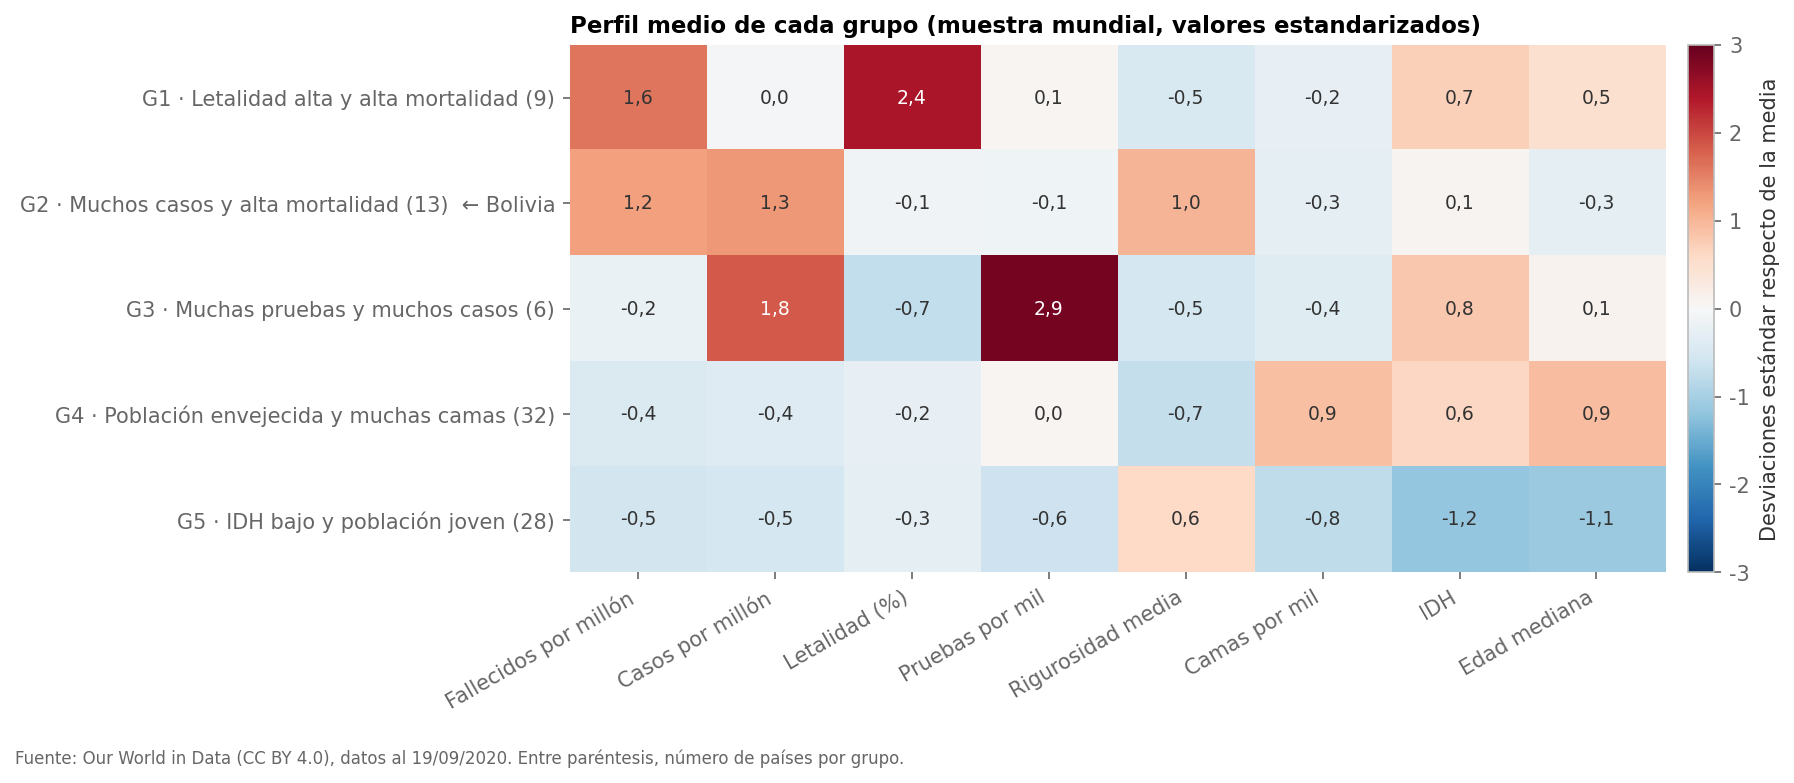 Perfil medio de cada grupo (muestra mundial, valores estandarizados)
G1 · Letalidad alta y alta mortalidad (9) 1,6 0,0 2,4 0,1 -0,5 -0,2 0,7 0,5
G2 · Muchos casos y alta mortalidad (13) ← Bolivia 1,2 1,3 -0,1 -0,1 1,0 -0,3 0,1 -0,3
G3 · Muchas pruebas y muchos casos (6) -0,2 1,8 -0,7 2,9 -0,5 -0,4 0,8 0,1
G4 · Población envejecida y muchas camas (32) -0,4 -0,4 -0,2 0,0 -0,7 0,9 0,6 0,9
G5 · IDH bajo y población joven (28) -0,5 -0,5 -0,3 -0,6 0,6 -0,8 -1,2 -1,1
Fallecidos por millón
Casos por millón
Letalidad (%)
Pruebas por mil
Rigurosidad media
Camas por mil
IDH
Edad mediana
3
2
1
0
-1
-2
-3
Desviaciones estándar respecto de la media
Fuente: Our World in Data (CC BY 4.0), datos al 19/09/2020. Entre paréntesis, número de países por grupo.